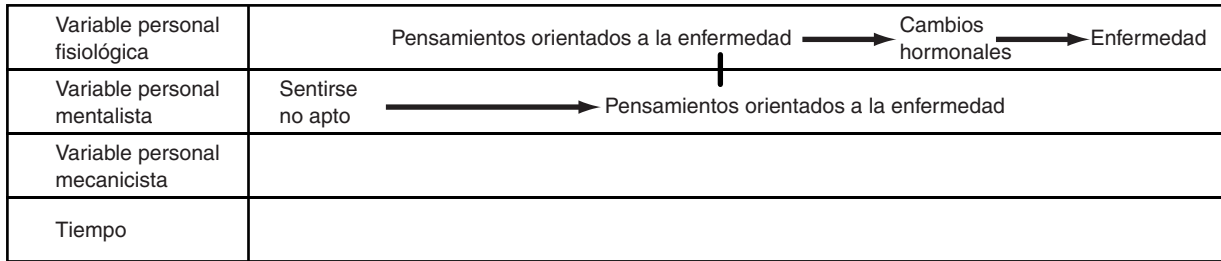 Variable personal
fisiológica
Pensamientos orientados a la enfermedad
Cambios
hormonales
Enfermedad
Variable personal
mentalista
Sentirse
no apto
Pensamientos orientados a la enfermedad
Variable personal
mecanicista
Tiempo